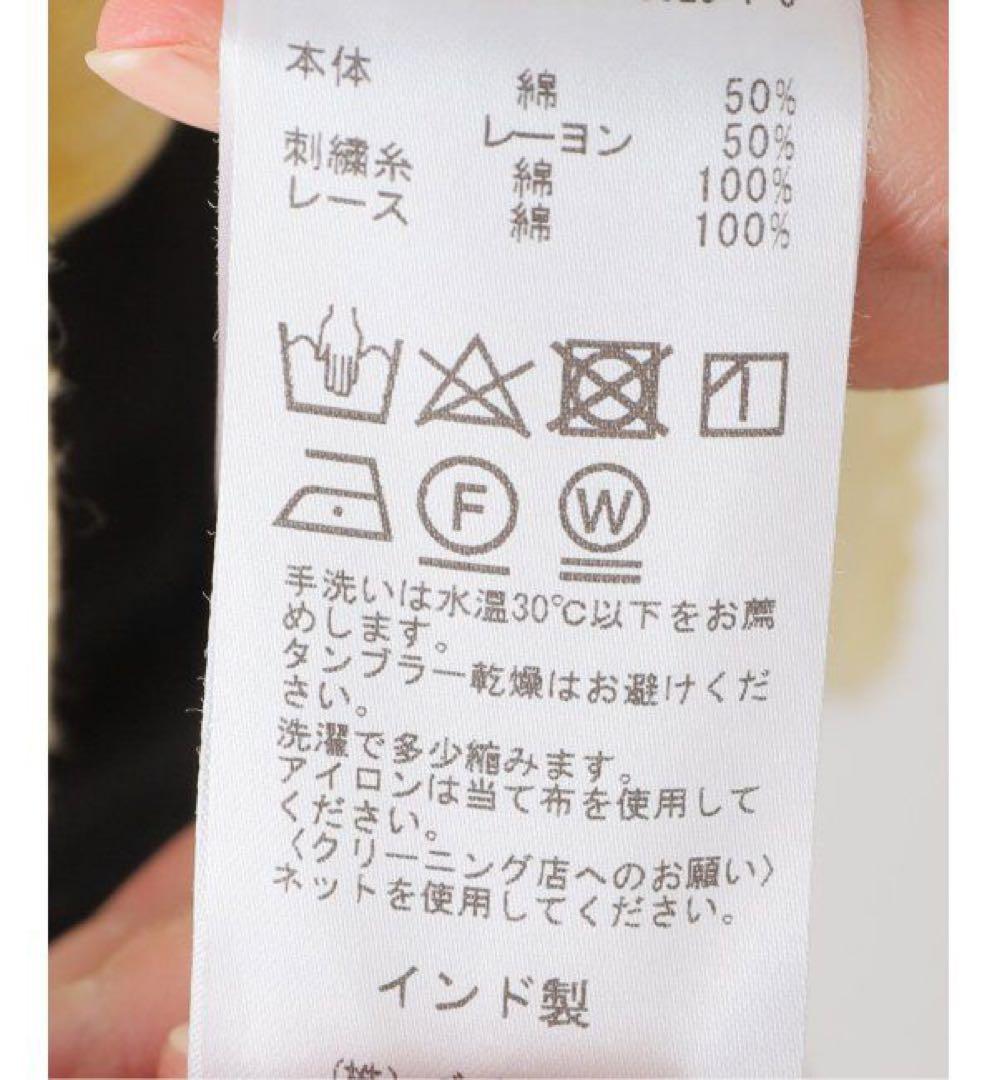 本体 綿 50%
レーヨン 50%
刺繍糸 綿 100%
レース 綿 100%
F W
手洗いは水温30℃以下をお薦
めします。
タンブラー乾燥はお避けくだ
さい。
洗濯で多少縮みます。
アイロンは当て布を使用して
ください。
〈クリーニング店へのお願い〉
ネットを使用してください。
インド製